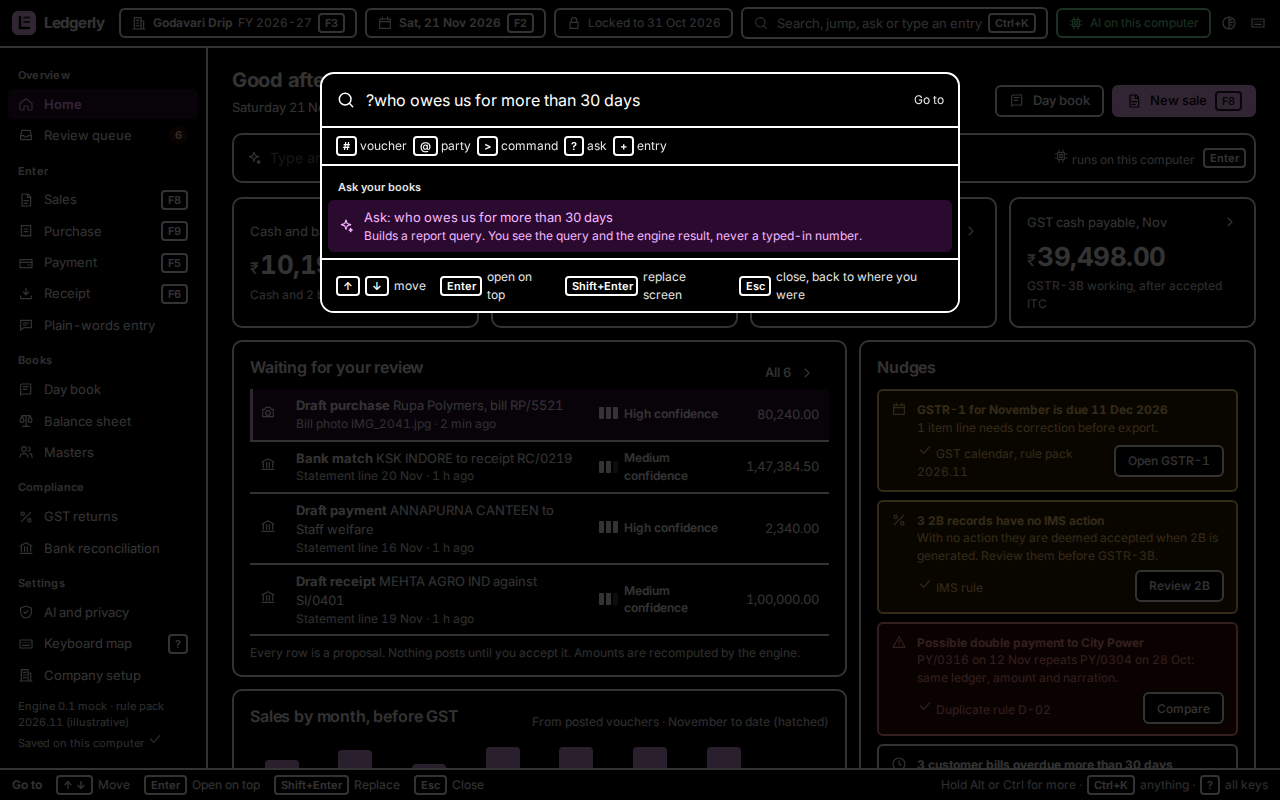 Ledgerly
Godavari Drip FY 2026-27 F3
Sat, 21 Nov 2026 F2
Locked to 31 Oct 2026
Search, jump, ask or type an entry Ctrl+K
AI on this computer
Overview
Home
Review queue 6
Enter
Sales F8
Purchase F9
Payment F5
Receipt F6
Plain-words entry
Books
Day book
Balance sheet
Masters
Compliance
GST returns
Bank reconciliation
Settings
AI and privacy
Keyboard map ?
Company setup
Engine 0.1 mock · rule pack
2026.11 (illustrative)
Saved on this computer
Good afte
Saturday 21 N
Day book
New sale F8
Type an
runs on this computer Enter
?who owes us for more than 30 days
Go to
# voucher @ party > command ? ask + entry
Ask your books
Ask: who owes us for more than 30 days
Builds a report query. You see the query and the engine result, never a typed-in number.
↑ ↓ move
Enter open on
top
Shift+Enter replace
screen
Esc close, back to where you
were
Cash and b
₹10,19
Cash and 2 b
GST cash payable, Nov
₹39,498.00
GSTR-3B working, after accepted
ITC
Waiting for your review
All 6
Draft purchase Rupa Polymers, bill RP/5521
Bill photo IMG_2041.jpg · 2 min ago
High confidence
80,240.00
Bank match KSK INDORE to receipt RC/0219
Statement line 20 Nov · 1 h ago
Medium
confidence
1,47,384.50
Draft payment ANNAPURNA CANTEEN to
Staff welfare
Statement line 16 Nov · 1 h ago
High confidence
2,340.00
Draft receipt MEHTA AGRO IND against
SI/0401
Statement line 19 Nov · 1 h ago
Medium
confidence
1,00,000.00
Every row is a proposal. Nothing posts until you accept it. Amounts are recomputed by the engine.
Sales by month, before GST
From posted vouchers · November to date (hatched)
Nudges
GSTR-1 for November is due 11 Dec 2026
1 item line needs correction before export.
GST calendar, rule pack
2026.11
Open GSTR-1
3 2B records have no IMS action
With no action they are deemed accepted when 2B is
generated. Review them before GSTR-3B.
IMS rule
Review 2B
Possible double payment to City Power
PY/0316 on 12 Nov repeats PY/0304 on 28 Oct:
same ledger, amount and narration.
Duplicate rule D-02
Compare
3 customer bills overdue more than 30 days
Go to ↑ ↓ Move Enter Open on top Shift+Enter Replace Esc Close
Hold Alt or Ctrl for more · Ctrl+K anything · ? all keys